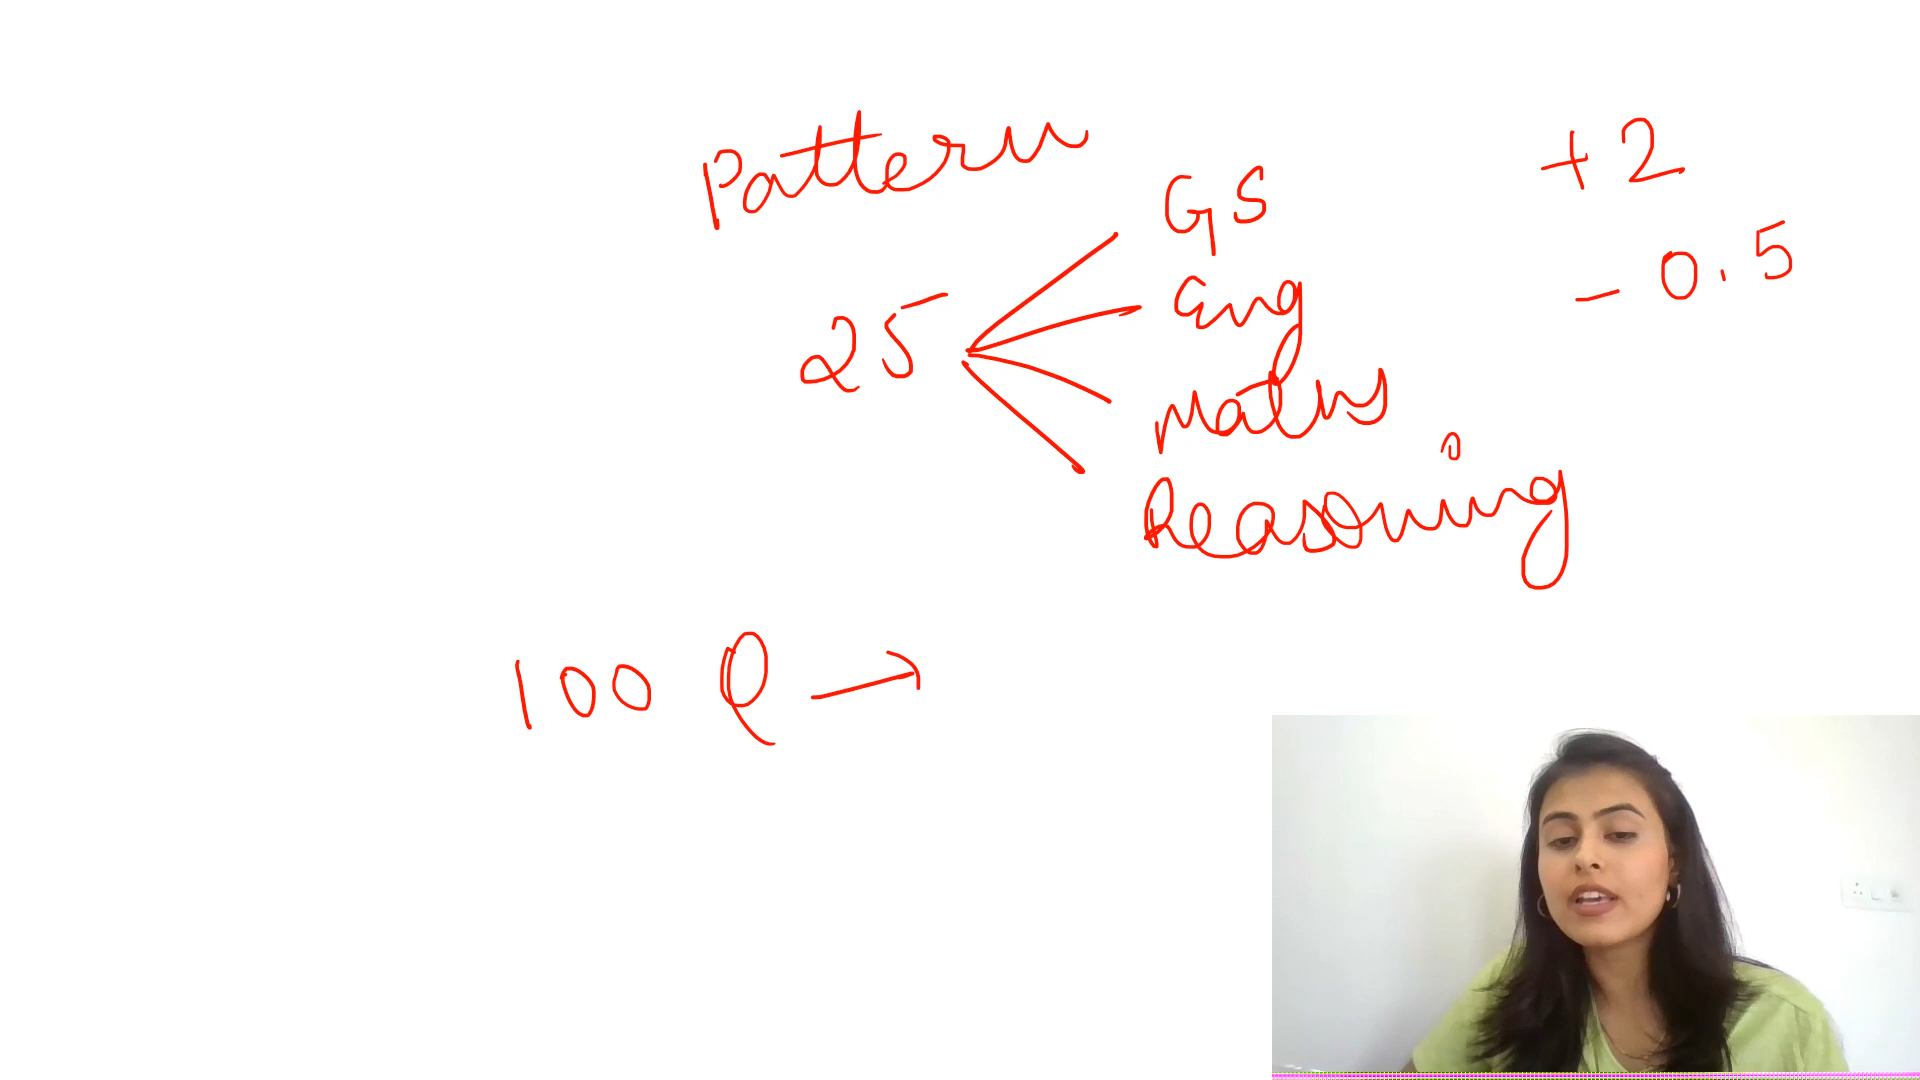 Pattern
+2
GS
- 0.5
Eng
25
Maths
Reasoning
100 Q →